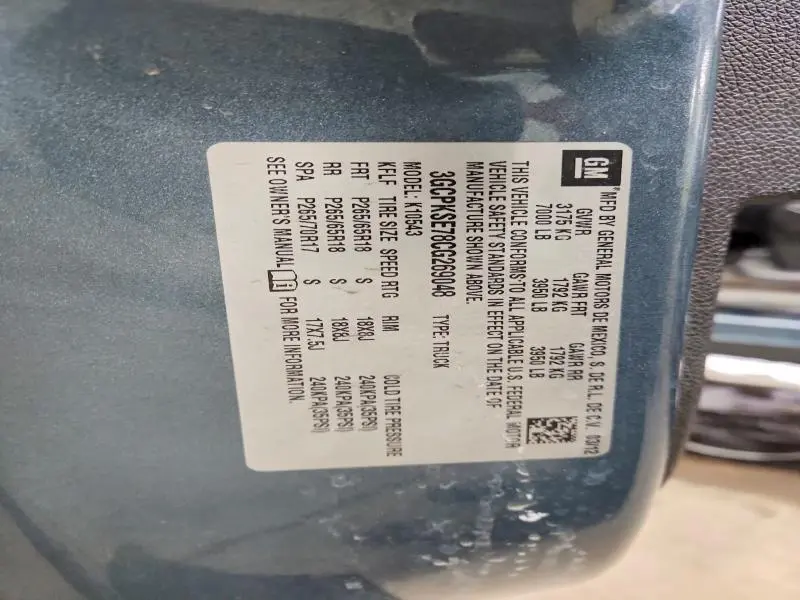 GM MFD BY GENERAL MOTORS DE MEXICO, S. DE R.L. DE C.V. 03/12
GVWR GAWR FRT GAWR RR
3175 KG 1792 KG 1792 KG
7000 LB 3950 LB 3950 LB
THIS VEHICLE CONFORMS TO ALL APPLICABLE U.S. FEDERAL MOTOR
VEHICLE SAFETY STANDARDS IN EFFECT ON THE DATE OF
MANUFACTURE SHOWN ABOVE.
3GCPKSE78CG269048 TYPE: TRUCK
MODEL: K10543
KFLF TIRE SIZE SPEED RTG RIM COLD TIRE PRESSURE
FRT P265/65R18 S 18X8J 240KPA(35PSI)
RR P265/65R18 S 18X8J 240KPA(35PSI)
SPA P265/70R17 S 17X7.5J 240KPA(35PSI)
SEE OWNER'S MANUAL FOR MORE INFORMATION.